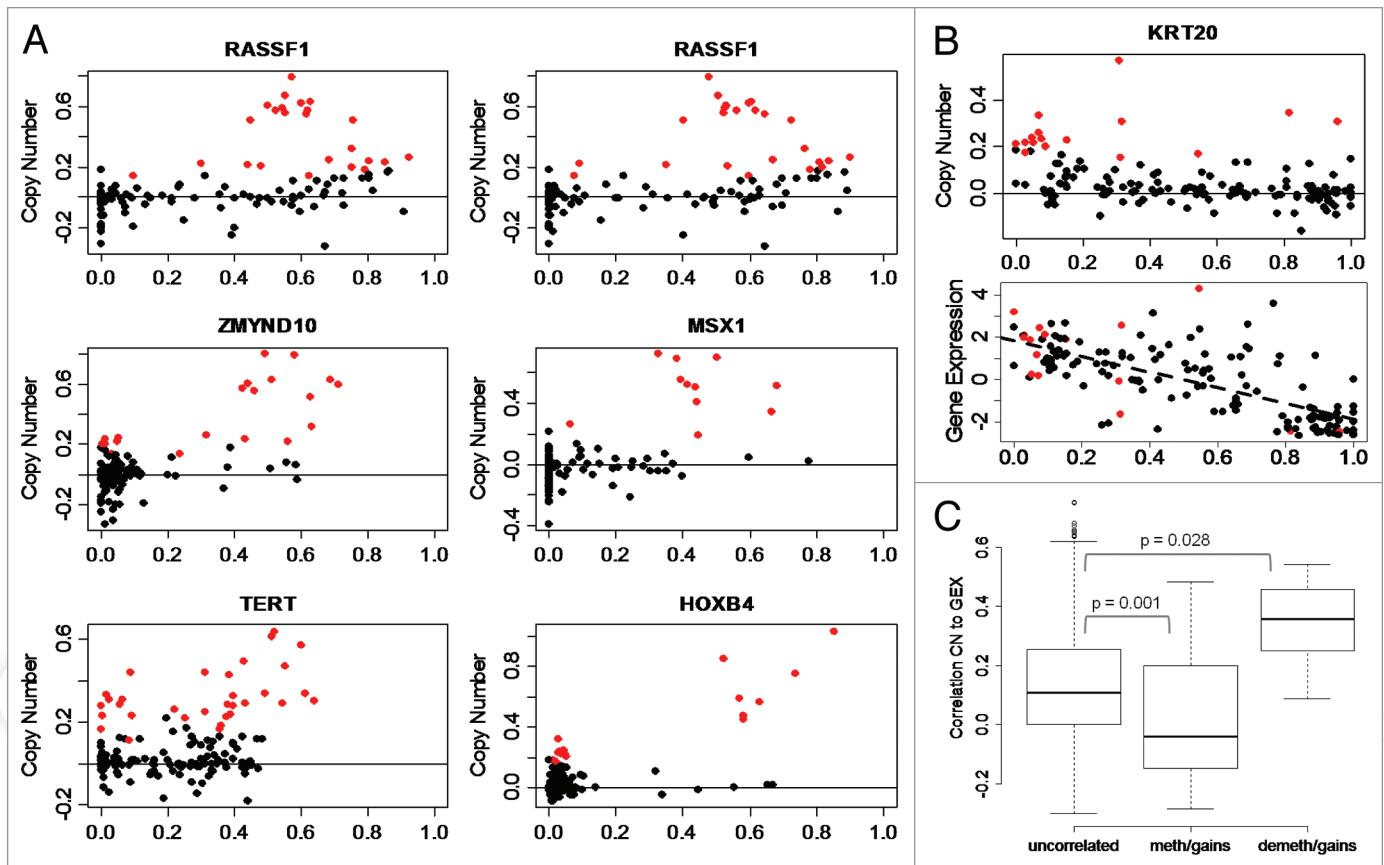 A
RASSF1
Copy Number
-0.2 0.2 0.6
0.0 0.2 0.4 0.6 0.8 1.0
RASSF1
Copy Number
-0.2 0.2 0.6
0.0 0.2 0.4 0.6 0.8 1.0
ZMYND10
Copy Number
-0.2 0.2 0.6
0.0 0.2 0.4 0.6 0.8 1.0
MSX1
Copy Number
-0.4 0.0 0.4
0.0 0.2 0.4 0.6 0.8 1.0
TERT
Copy Number
-0.2 0.2 0.6
0.0 0.2 0.4 0.6 0.8 1.0
HOXB4
Copy Number
0.0 0.4 0.8
0.0 0.2 0.4 0.6 0.8 1.0
B
KRT20
Copy Number
0.0 0.2 0.4
0.0 0.2 0.4 0.6 0.8 1.0
Gene Expression
-2 0 2 4
0.0 0.2 0.4 0.6 0.8 1.0
C
Correlation CN to GEX
-0.2 0.0 0.2 0.4 0.6
p = 0.028
p = 0.001
uncorrelated meth/gains demeth/gains